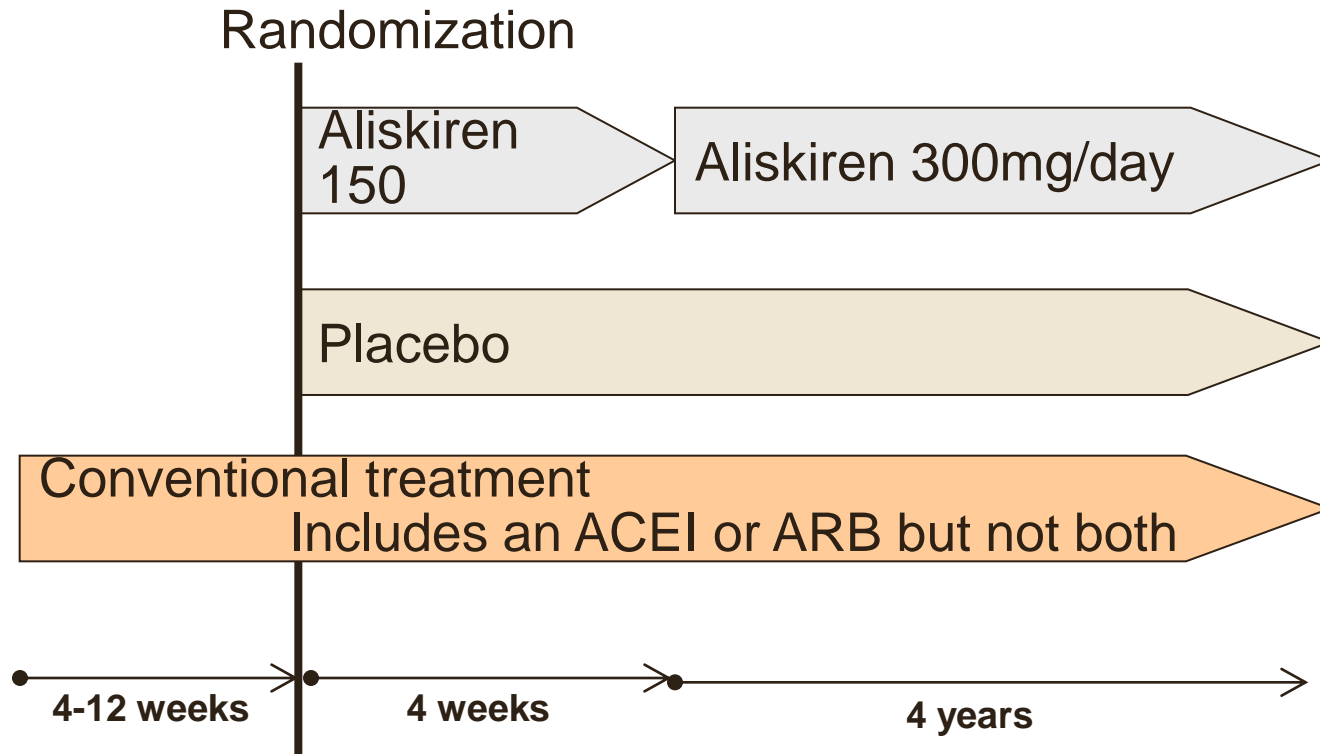 Randomization
Aliskiren
150
Aliskiren 300mg/day
Placebo
Conventional treatment
Includes an ACEI or ARB but not both
4-12 weeks
4 weeks
4 years